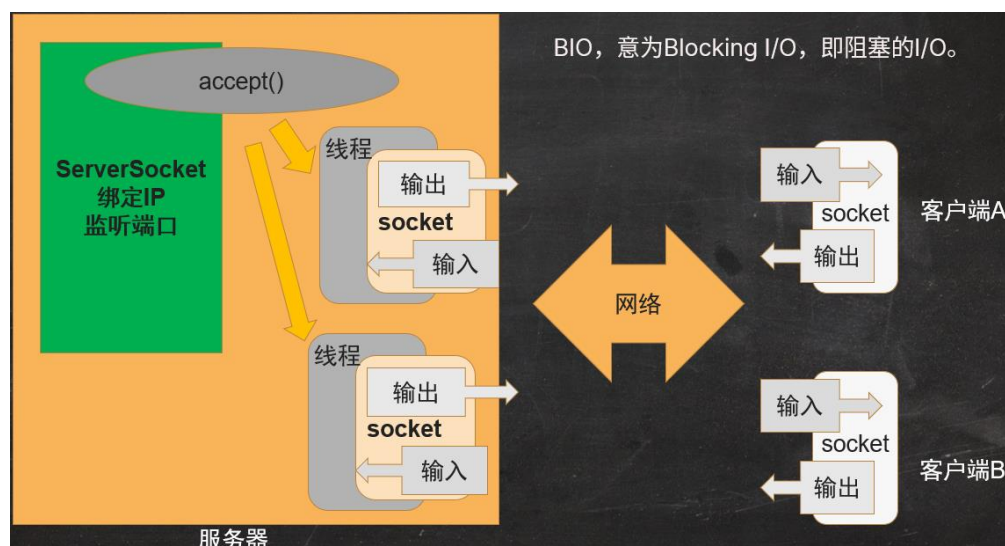 BIO，意为Blocking I/O，即阻塞的I/O。
accept()
ServerSocket
绑定IP
监听端口
线程
输出
socket
输入
线程
输出
socket
输入
服务器
网络
输入
socket
输出
客户端A
输入
socket
输出
客户端B